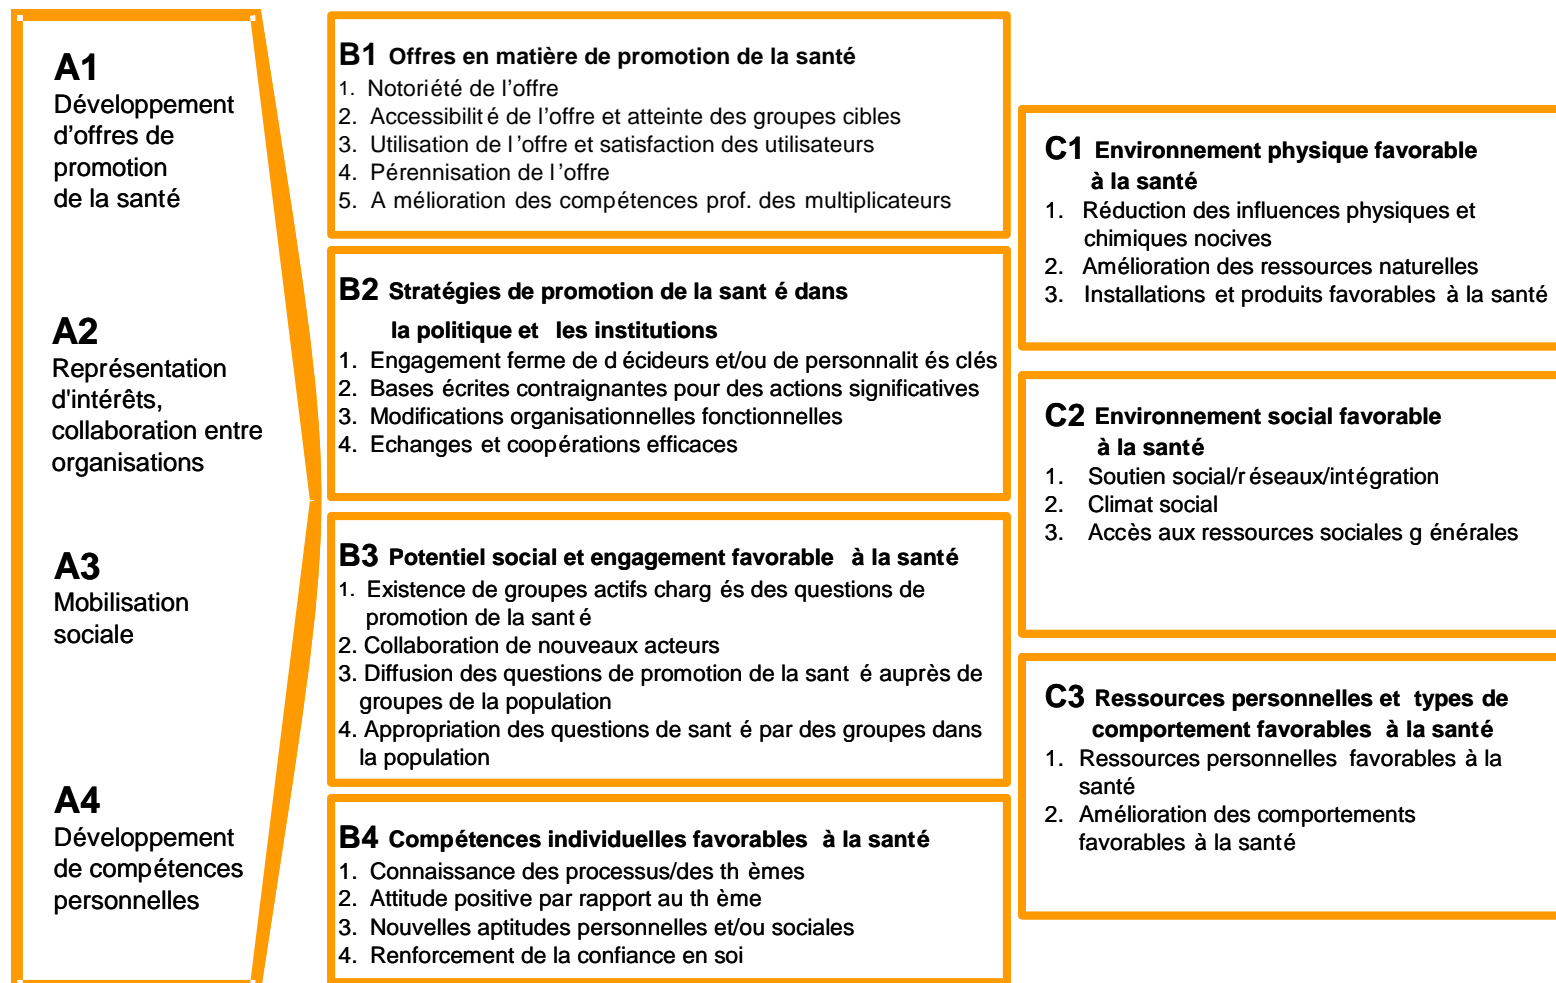 A1
Développement
d'offres de
promotion
de la santé
A2
Représentation
d'intérêts,
collaboration entre
organisations
A3
Mobilisation
sociale
A4
Développement
de compétences
personnelles
B1 Offres en matière de promotion de la santé
1. Notoriété de l'offre
2. Accessibilité de l'offre et atteinte des groupes cibles
3. Utilisation de l'offre et satisfaction des utilisateurs
4. Pérennisation de l'offre
5. A mélioration des compétences prof. des multiplicateurs
B2 Stratégies de promotion de la santé dans
la politique et les institutions
1. Engagement ferme de décideurs et/ou de personnalités clés
2. Bases écrites contraignantes pour des actions significatives
3. Modifications organisationnelles fonctionnelles
4. Echanges et coopérations efficaces
B3 Potentiel social et engagement favorable à la santé
1. Existence de groupes actifs chargés des questions de
promotion de la santé
2. Collaboration de nouveaux acteurs
3. Diffusion des questions de promotion de la santé auprès de
groupes de la population
4. Appropriation des questions de santé par des groupes dans
la population
B4 Compétences individuelles favorables à la santé
1. Connaissance des processus/des thèmes
2. Attitude positive par rapport au thème
3. Nouvelles aptitudes personnelles et/ou sociales
4. Renforcement de la confiance en soi
C1 Environnement physique favorable
à la santé
1. Réduction des influences physiques et
chimiques nocives
2. Amélioration des ressources naturelles
3. Installations et produits favorables à la santé
C2 Environnement social favorable
à la santé
1. Soutien social/réseaux/intégration
2. Climat social
3. Accès aux ressources sociales générales
C3 Ressources personnelles et types de
comportement favorables à la santé
1. Ressources personnelles favorables à la
santé
2. Amélioration des comportements
favorables à la santé